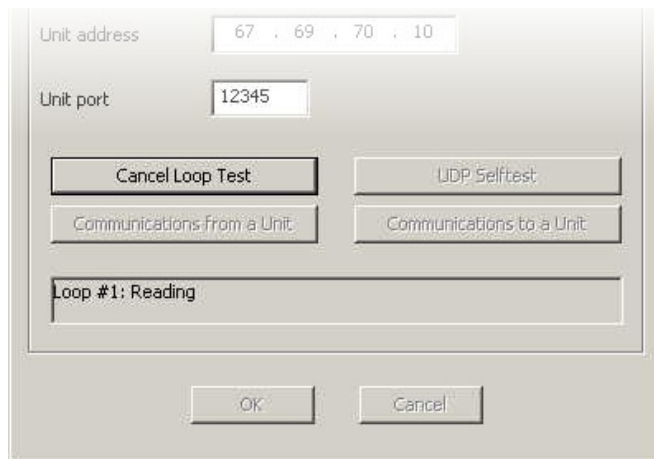 Unit address 67 . 69 . 70 . 10
Unit port 12345
Cancel Loop Test UDP Selftest
Communications from a Unit Communications to a Unit
Loop #1: Reading
OK Cancel